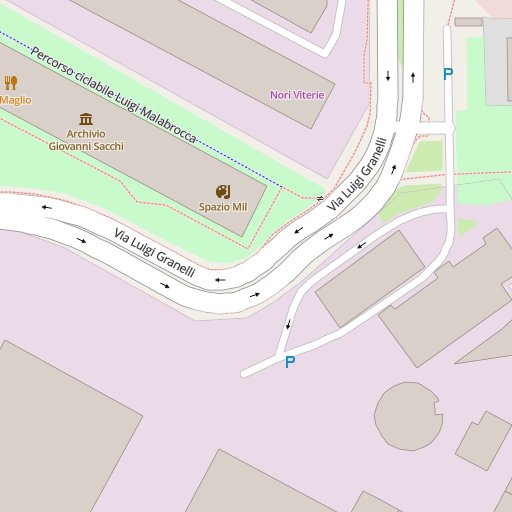 Percorso ciclabile Luigi Malabrocca
Nori Viterie
Maglio
Archivio
Giovanni Sacchi
Spazio Mil
Via Luigi Granelli
Via Luigi Granelli
P
P